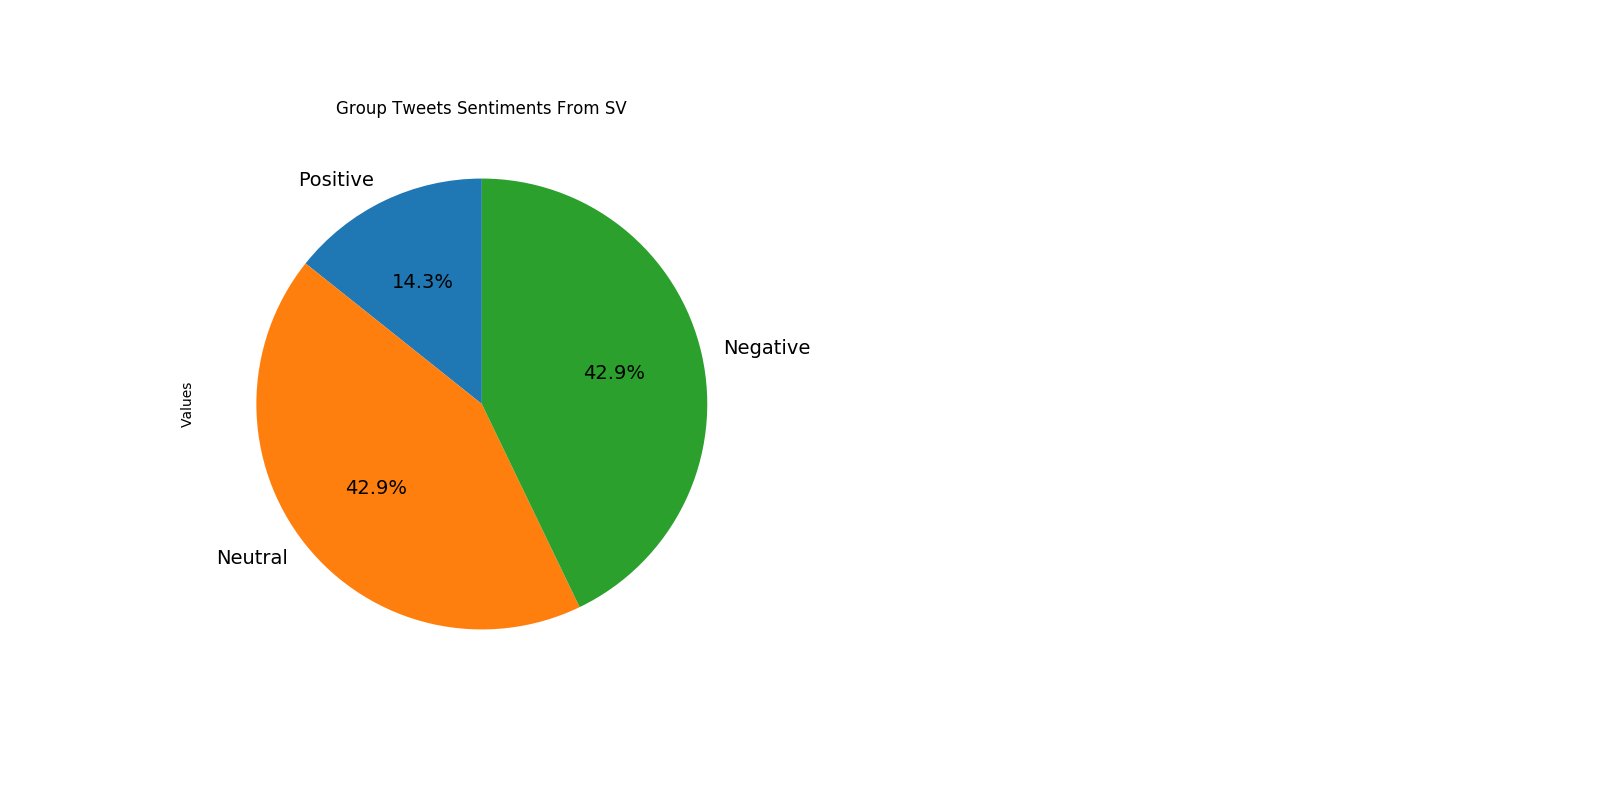 Group Tweets Sentiments From SV
Positive
14.3%
Negative
42.9%
Values
42.9%
Neutral